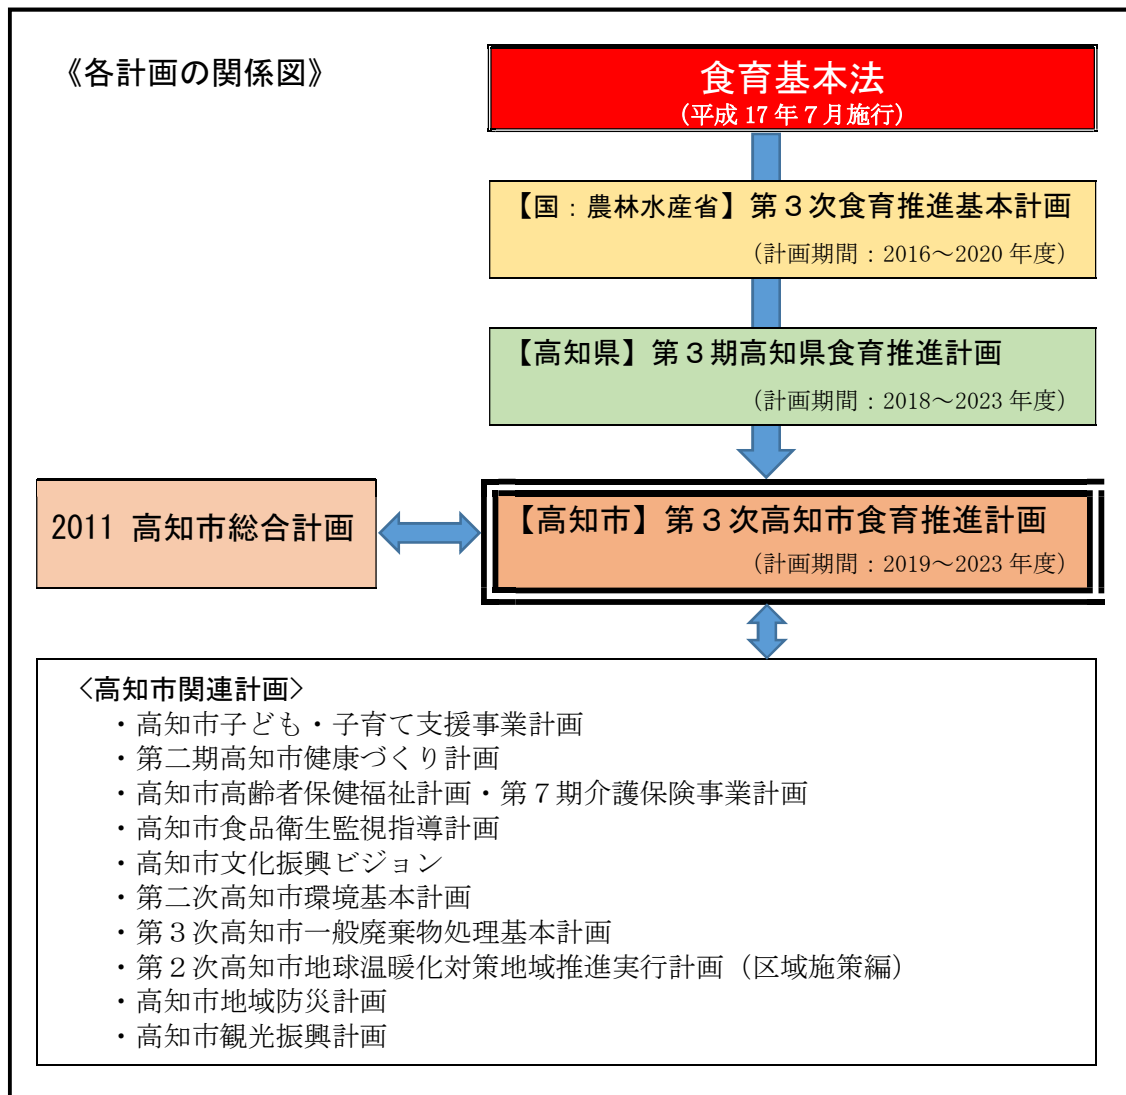 《各計画の関係図》
食育基本法
(平成 17 年 7 月施行)
【国：農林水産省】第３次食育推進基本計画
（計画期間：2016～2020 年度）
【高知県】第３期高知県食育推進計画
（計画期間：2018～2023 年度）
2011 高知市総合計画
【高知市】第３次高知市食育推進計画
（計画期間：2019～2023 年度）
<高知市関連計画>
・高知市子ども・子育て支援事業計画
・第二期高知市健康づくり計画
・高知市高齢者保健福祉計画・第７期介護保険事業計画
・高知市食品衛生監視指導計画
・高知市文化振興ビジョン
・第二次高知市環境基本計画
・第３次高知市一般廃棄物処理基本計画
・第２次高知市地球温暖化対策地域推進実行計画（区域施策編）
・高知市地域防災計画
・高知市観光振興計画